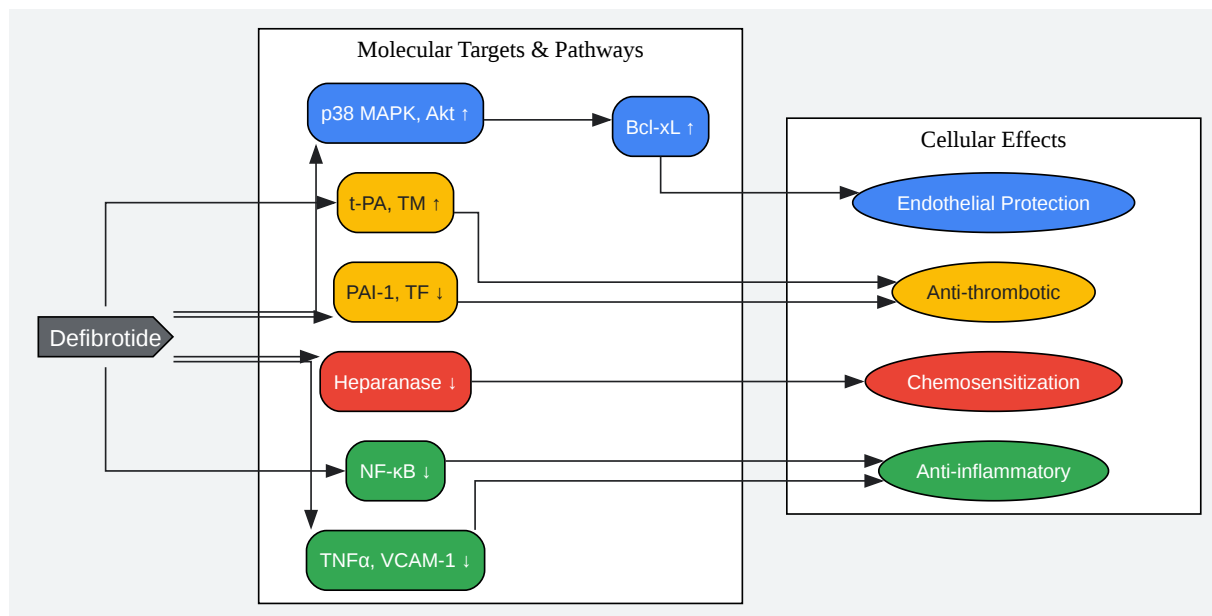 Molecular Targets & Pathways
p38 MAPK, Akt ↑
Bcl-xL ↑
t-PA, TM ↑
PAI-1, TF ↓
Defibrotide
Heparanase ↓
NF-κB ↓
TNFα, VCAM-1 ↓
Cellular Effects
Endothelial Protection
Anti-thrombotic
Chemosensitization
Anti-inflammatory